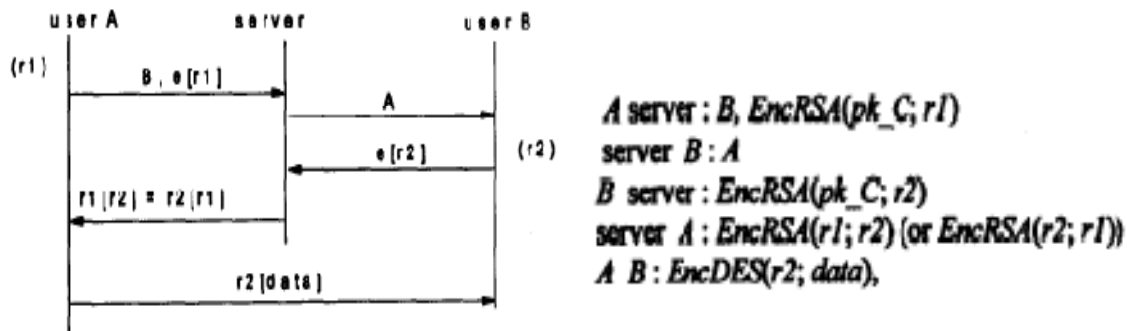 user A server user B
(r1)
B, e[r1]
A
e[r2] (r2)
r1[r2] = r2[r1]
r2[data]
A server : B, EncRSA(pk_C; r1)
server B : A
B server : EncRSA(pk_C; r2)
server A : EncRSA(r1; r2) (or EncRSA(r2; r1))
A B : EncDES(r2; data),